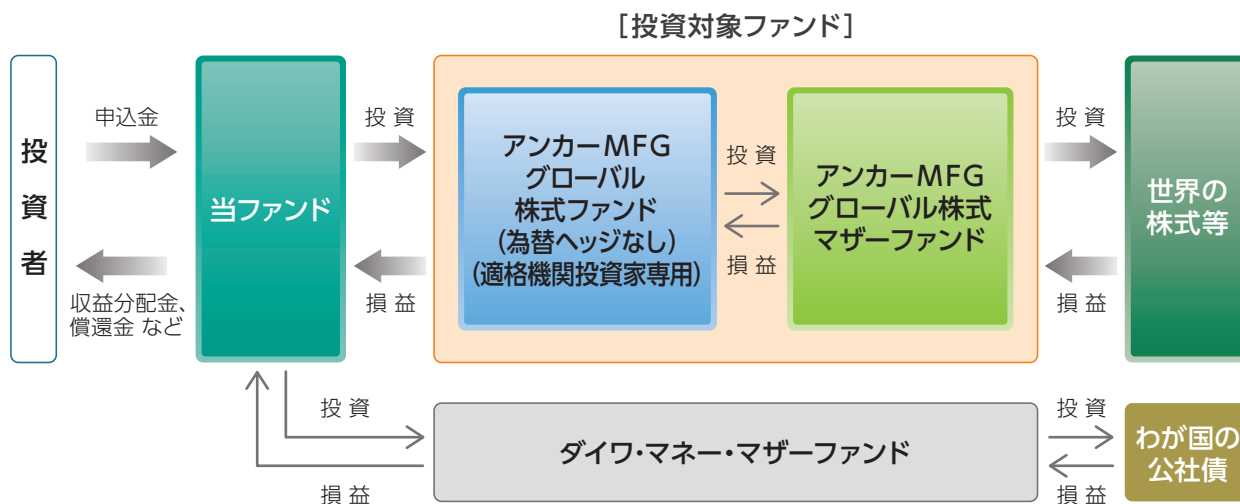 ［投資対象ファンド］
投資者
申込金
収益分配金、
償還金 など
当ファンド
投 資
損 益
アンカーMFG
グローバル
株式ファンド
（為替ヘッジなし）
（適格機関投資家専用）
投 資
損 益
アンカーMFG
グローバル株式
マザーファンド
投 資
損 益
世界の
株式等
投 資
損 益
ダイワ・マネー・マザーファンド
投 資
損 益
わが国の
公社債